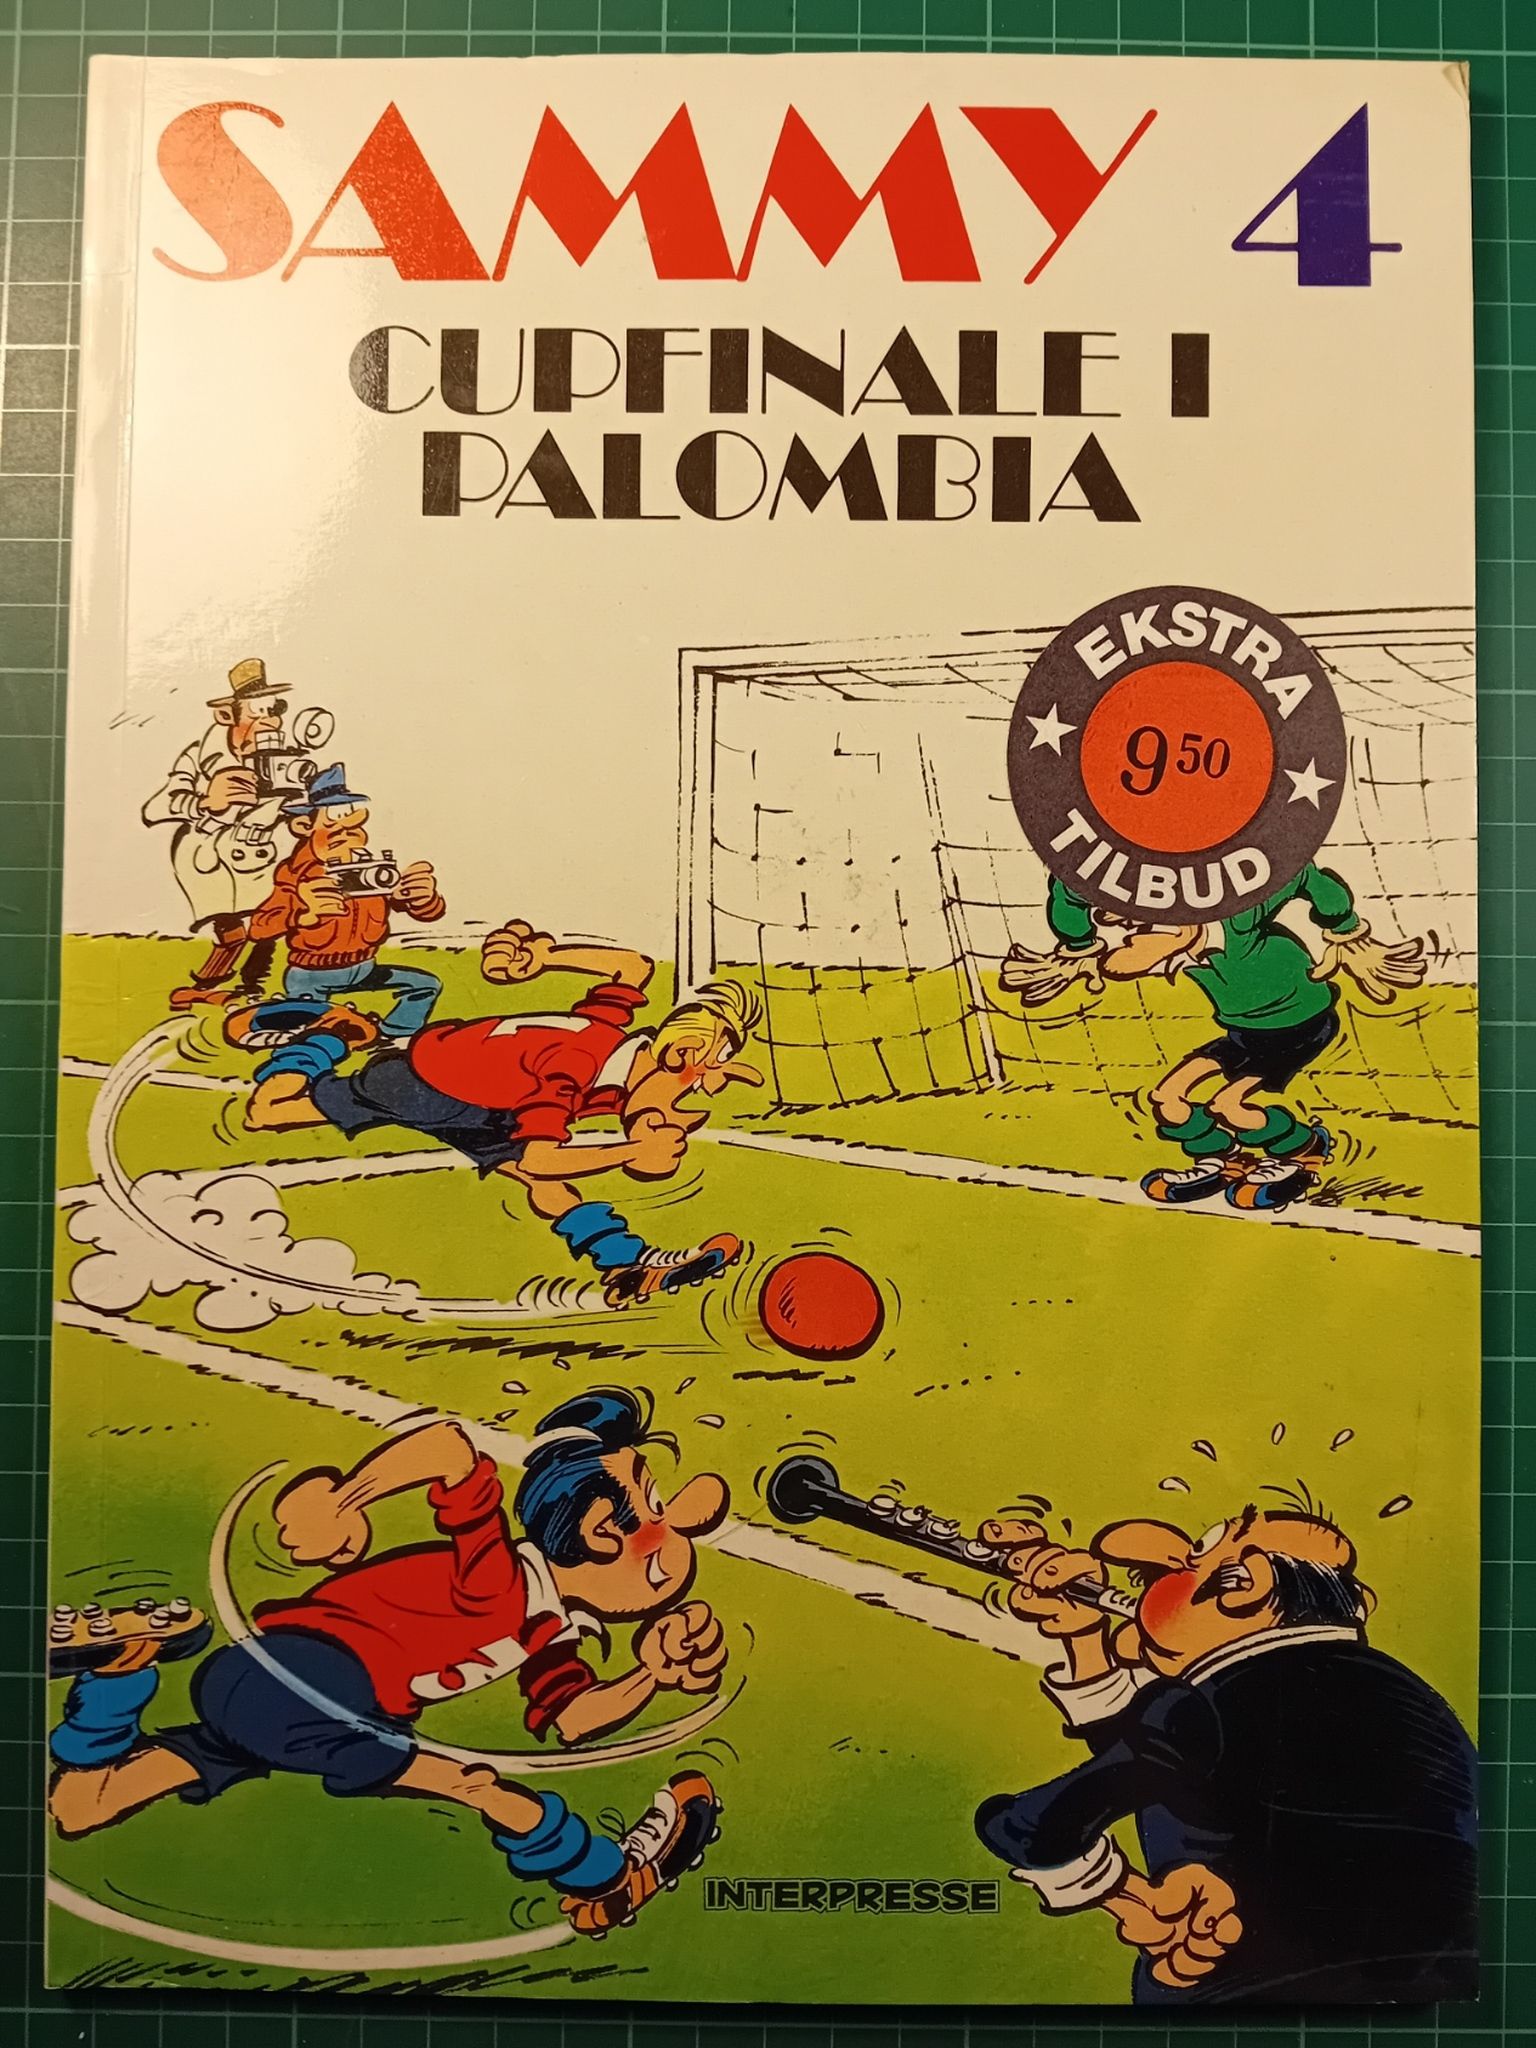 SAMMY 4
CUPFINALE I
PALOMBIA
EKSTRA
9 50
TILBUD
INTERPRESSE